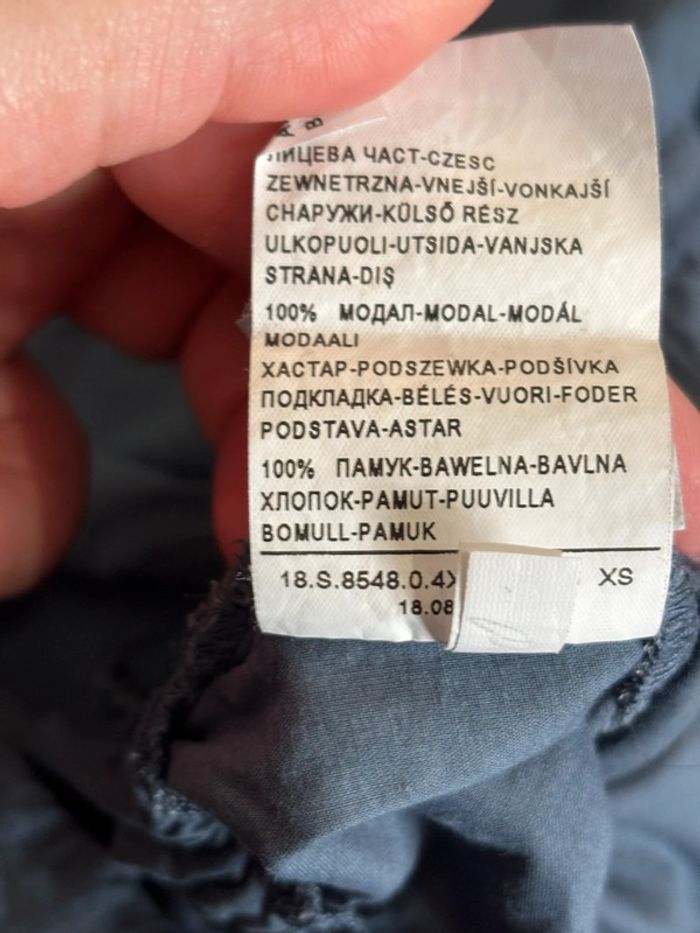 ЛИЦЕВА ЧАСТ-CZESC
ZEWNETRZNA-VNEJŠÍ-VONKAJŠÍ
СНАРУЖИ-KÜLSŐ RÉSZ
ULKOPUOLI-UTSIDA-VANJSKA
STRANA-DIŞ
100% МОДАЛ-MODAL-MODÁL
MODAALI
ХАСТАР-PODSZEWKA-PODŠÍVKA
ПОДКЛАДКА-BÉLÉS-VUORI-FODER
PODSTAVA-ASTAR
100% ПАМУК-BAWELNA-BAVLNA
ХЛОПОК-PAMUT-PUUVILLA
BOMULL-PAMUK
18.S.8548.0.4X XS
18.08